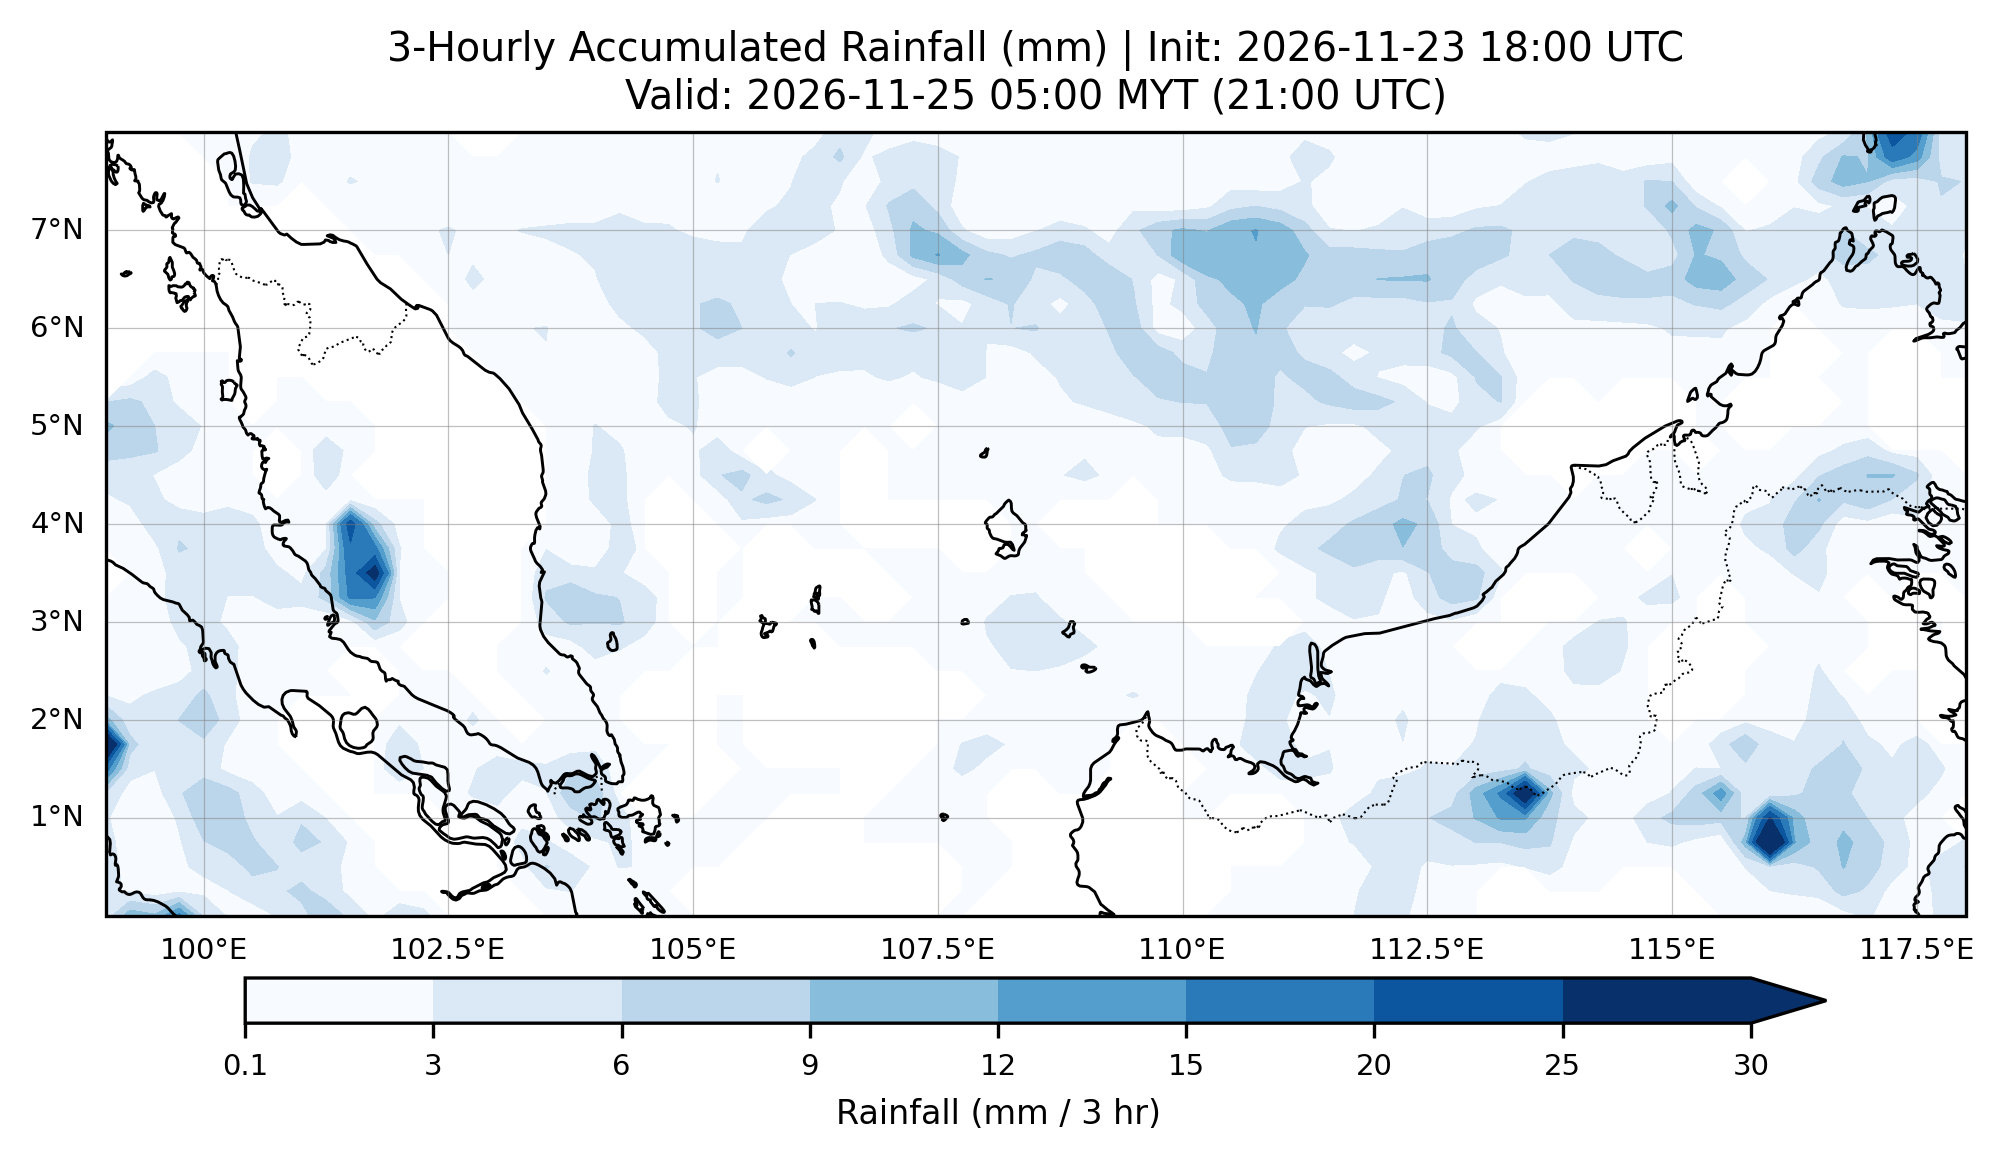 3-Hourly Accumulated Rainfall (mm) | Init: 2026-11-23 18:00 UTC
Valid: 2026-11-25 05:00 MYT (21:00 UTC)
7°N
6°N
5°N
4°N
3°N
2°N
1°N
100°E 102.5°E 105°E 107.5°E 110°E 112.5°E 115°E 117.5°E
0.1 3 6 9 12 15 20 25 30
Rainfall (mm / 3 hr)